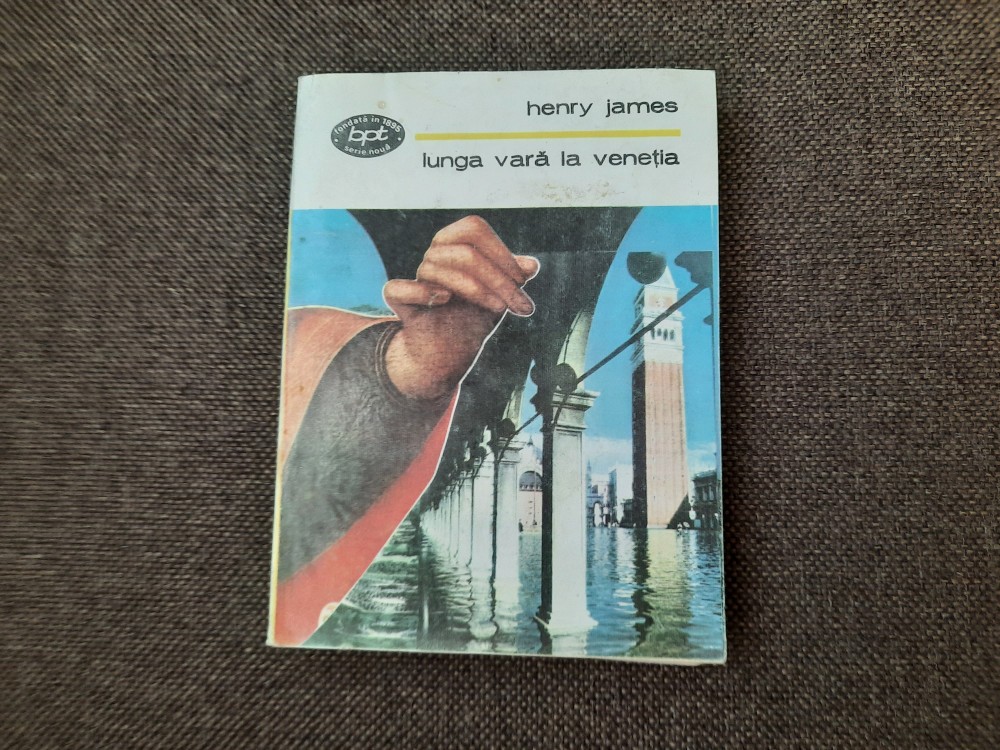 henry james
fondată în 1895
bpt
serie nouă
lunga vară la veneția